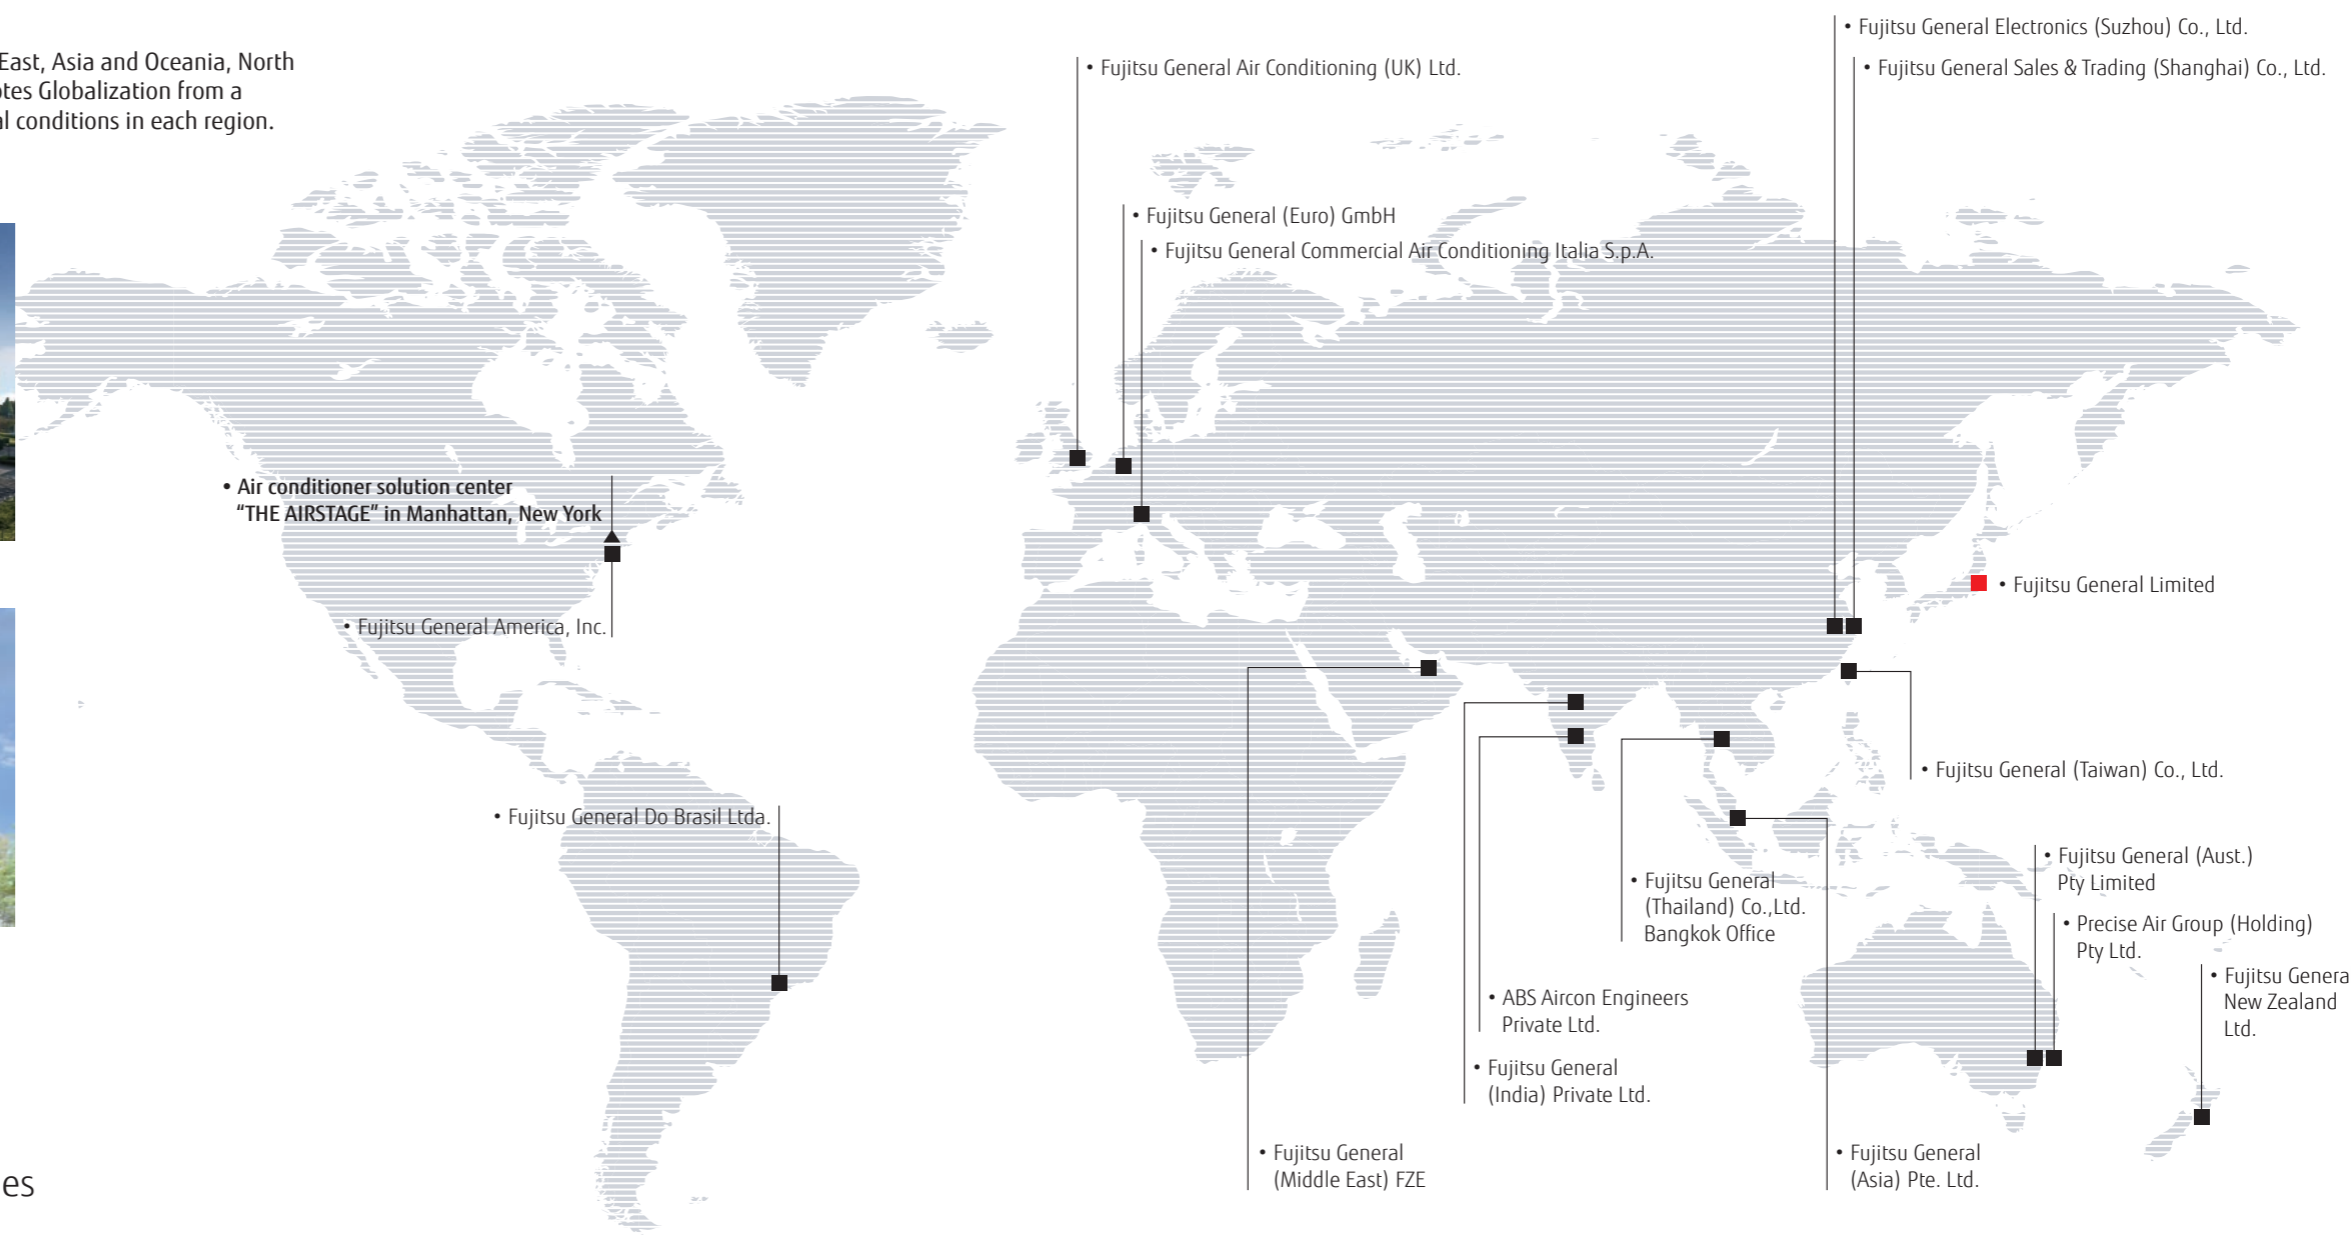 East, Asia and Oceania, North
otes Globalization from a
al conditions in each region.
• Fujitsu General Electronics (Suzhou) Co., Ltd.
• Fujitsu General Air Conditioning (UK) Ltd.
• Fujitsu General Sales & Trading (Shanghai) Co., Ltd.
• Fujitsu General (Euro) GmbH
• Fujitsu General Commercial Air Conditioning Italia S.p.A.
• Air conditioner solution center
“THE AIRSTAGE” in Manhattan, New York
• Fujitsu General Limited
• Fujitsu General America, Inc.
• Fujitsu General (Taiwan) Co., Ltd.
• Fujitsu General Do Brasil Ltda.
• Fujitsu General (Aust.)
Pty Limited
• Fujitsu General
(Thailand) Co.,Ltd.
Bangkok Office
• Precise Air Group (Holding)
Pty Ltd.
• Fujitsu Genera
New Zealand
Ltd.
• ABS Aircon Engineers
Private Ltd.
• Fujitsu General
(India) Private Ltd.
• Fujitsu General
(Middle East) FZE
• Fujitsu General
(Asia) Pte. Ltd.
es